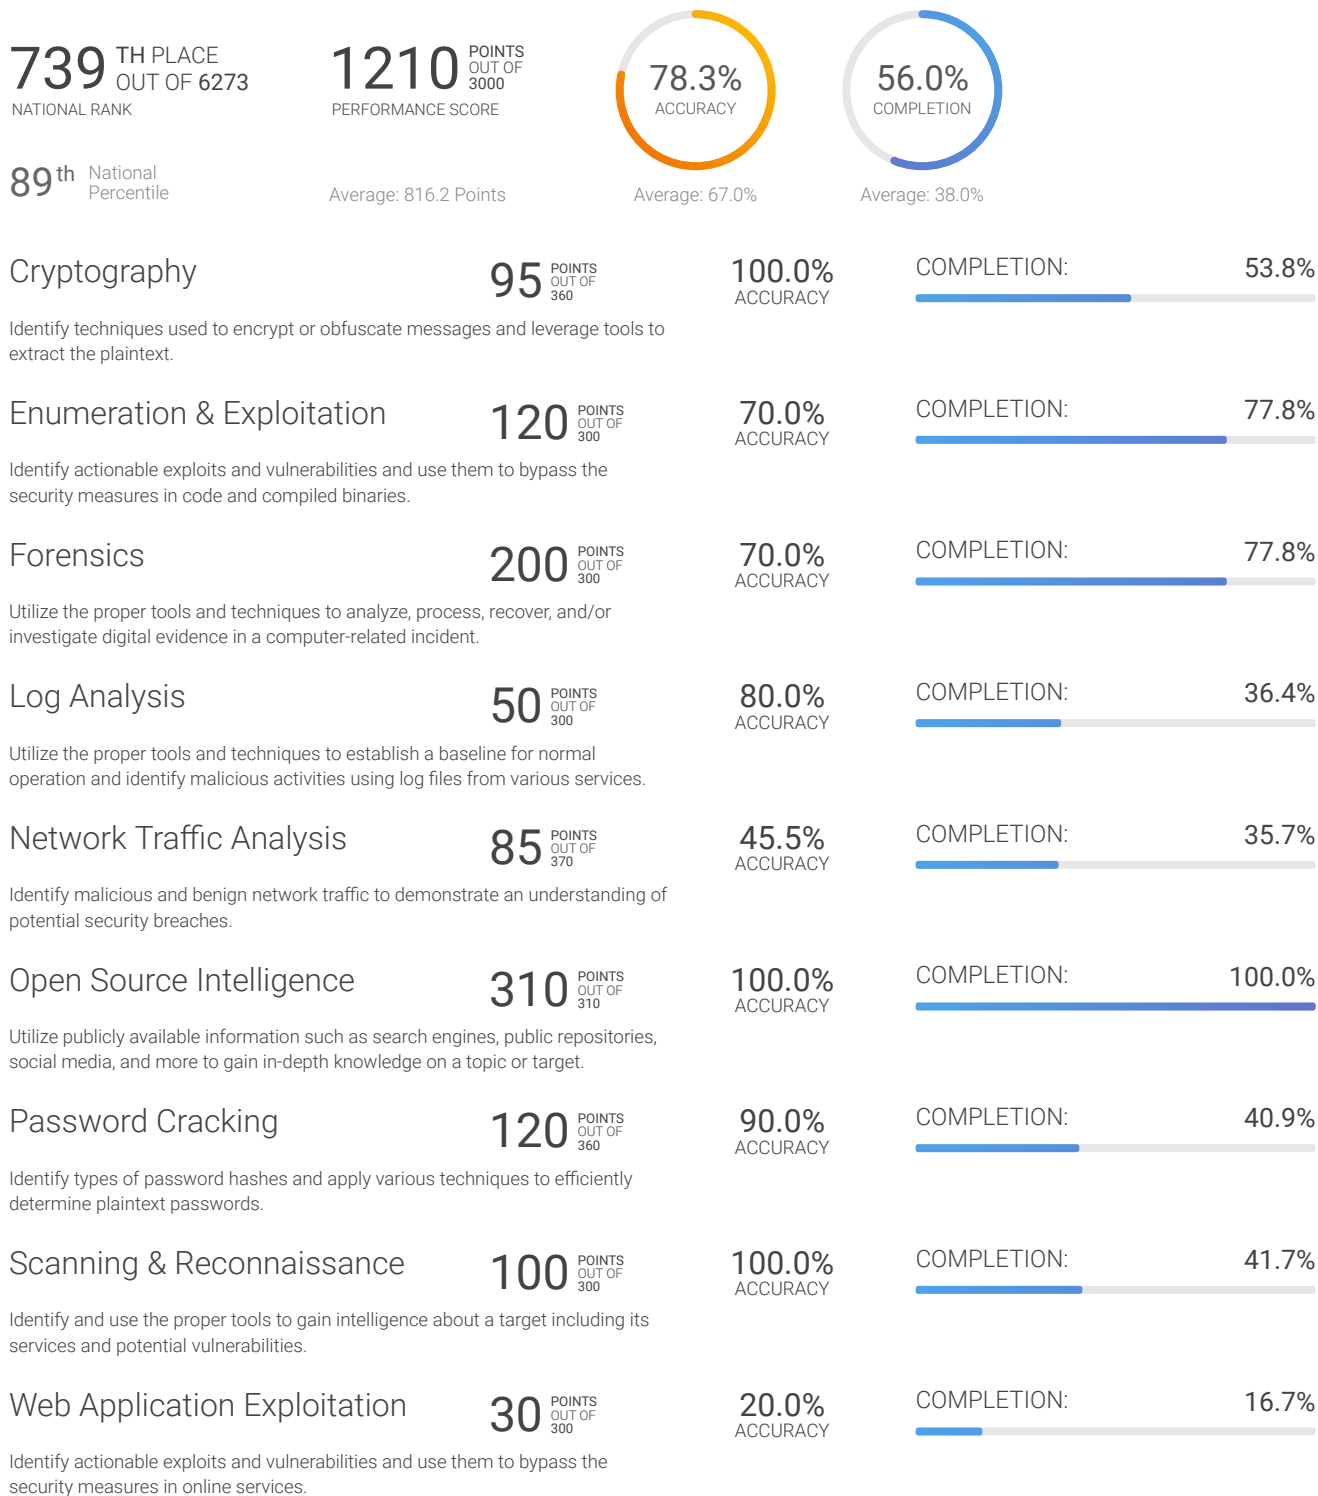 739 TH PLACE
OUT OF 6273
NATIONAL RANK
89th National
Percentile
1210 POINTS
OUT OF
3000
PERFORMANCE SCORE
Average: 816.2 Points
78.3%
ACCURACY
Average: 67.0%
56.0%
COMPLETION
Average: 38.0%
Cryptography
95 POINTS
OUT OF
360
100.0%
ACCURACY
COMPLETION: 53.8%
Identify techniques used to encrypt or obfuscate messages and leverage tools to
extract the plaintext.
Enumeration & Exploitation
120 POINTS
OUT OF
300
70.0%
ACCURACY
COMPLETION: 77.8%
Identify actionable exploits and vulnerabilities and use them to bypass the
security measures in code and compiled binaries.
Forensics
200 POINTS
OUT OF
300
70.0%
ACCURACY
COMPLETION: 77.8%
Utilize the proper tools and techniques to analyze, process, recover, and/or
investigate digital evidence in a computer-related incident.
Log Analysis
50 POINTS
OUT OF
300
80.0%
ACCURACY
COMPLETION: 36.4%
Utilize the proper tools and techniques to establish a baseline for normal
operation and identify malicious activities using log files from various services.
Network Traffic Analysis
85 POINTS
OUT OF
370
45.5%
ACCURACY
COMPLETION: 35.7%
Identify malicious and benign network traffic to demonstrate an understanding of
potential security breaches.
Open Source Intelligence
310 POINTS
OUT OF
310
100.0%
ACCURACY
COMPLETION: 100.0%
Utilize publicly available information such as search engines, public repositories,
social media, and more to gain in-depth knowledge on a topic or target.
Password Cracking
120 POINTS
OUT OF
360
90.0%
ACCURACY
COMPLETION: 40.9%
Identify types of password hashes and apply various techniques to efficiently
determine plaintext passwords.
Scanning & Reconnaissance
100 POINTS
OUT OF
300
100.0%
ACCURACY
COMPLETION: 41.7%
Identify and use the proper tools to gain intelligence about a target including its
services and potential vulnerabilities.
Web Application Exploitation
30 POINTS
OUT OF
300
20.0%
ACCURACY
COMPLETION: 16.7%
Identify actionable exploits and vulnerabilities and use them to bypass the
security measures in online services.